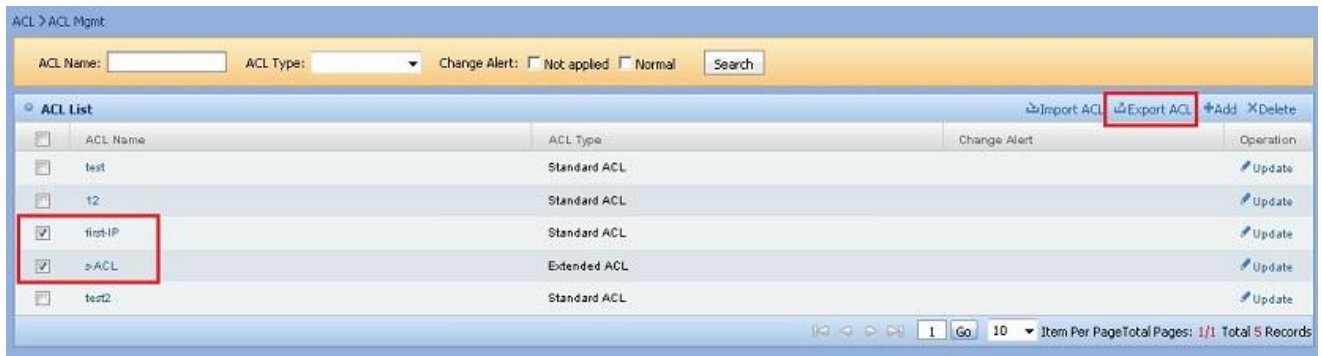 ACL > ACL Mgmt
ACL Name: ACL Type: Change Alert: Not applied Normal Search
ACL List Import ACL Export ACL Add Delete
ACL Name ACL Type Change Alert Operation
test Standard ACL Update
12 Standard ACL Update
first-IP Standard ACL Update
s-ACL Extended ACL Update
test2 Standard ACL Update
1 Go 10 Item Per PageTotal Pages: 1/1 Total 5 Records